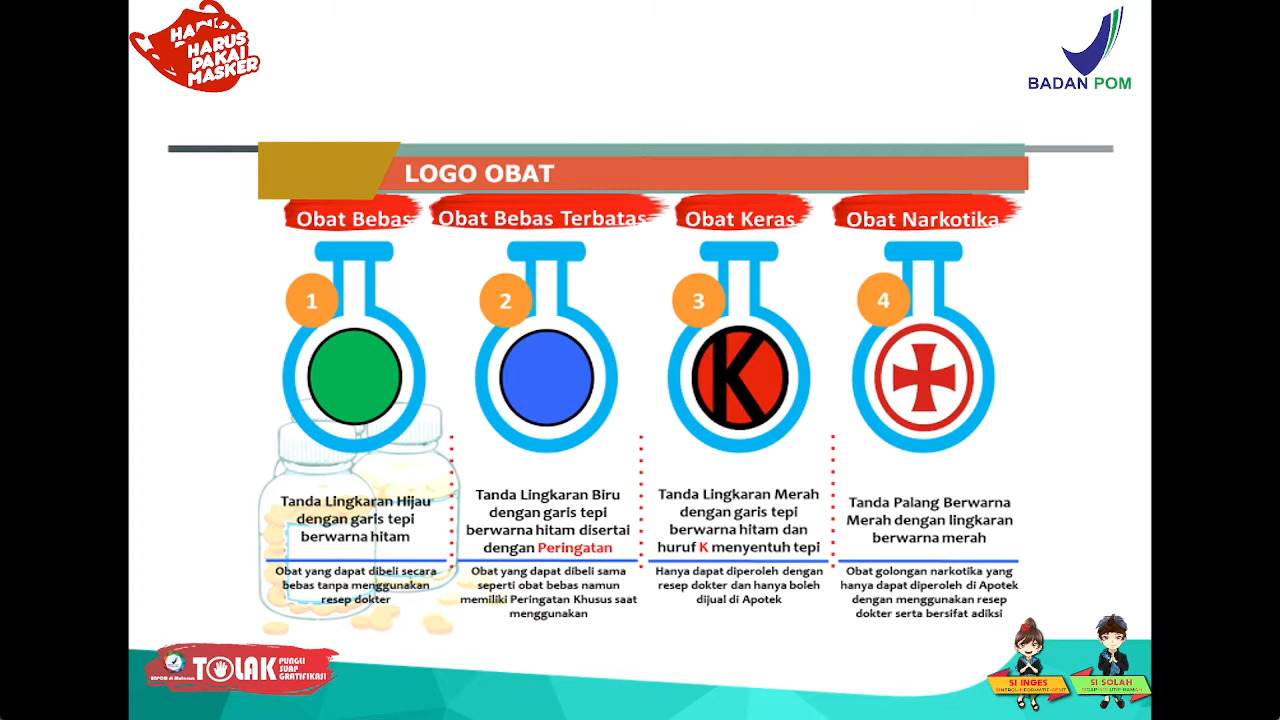 HARUS
PAKAI
MASKER
BADAN POM
LOGO OBAT
Obat Bebas
Obat Bebas Terbatas
Obat Keras
Obat Narkotika
1
2
3
4
K
Tanda Lingkaran Hijau
dengan garis tepi
berwarna hitam
Obat yang dapat dibeli secara
bebas tanpa menggunakan
resep dokter
Tanda Lingkaran Biru
dengan garis tepi
berwarna hitam disertai
dengan Peringatan
Obat yang dapat dibeli sama
seperti obat bebas namun
memiliki Peringatan Khusus saat
menggunakan
Tanda Lingkaran Merah
dengan garis tepi
berwarna hitam dan
huruf K menyentuh tepi
Hanya dapat diperoleh dengan
resep dokter dan hanya boleh
dijual di Apotek
Tanda Palang Berwarna
Merah dengan lingkaran
berwarna merah
Obat golongan narkotika yang
hanya dapat diperoleh di Apotek
dengan menggunakan resep
dokter serta bersifat adiksi
TOLAK
PUNGLI
SUAP
GRATIFIKASI
SI INGES
SINERGI-INFORMATIF-GESIT
SI SOLAH
SIGAP-SOLUTIF-RAMAH